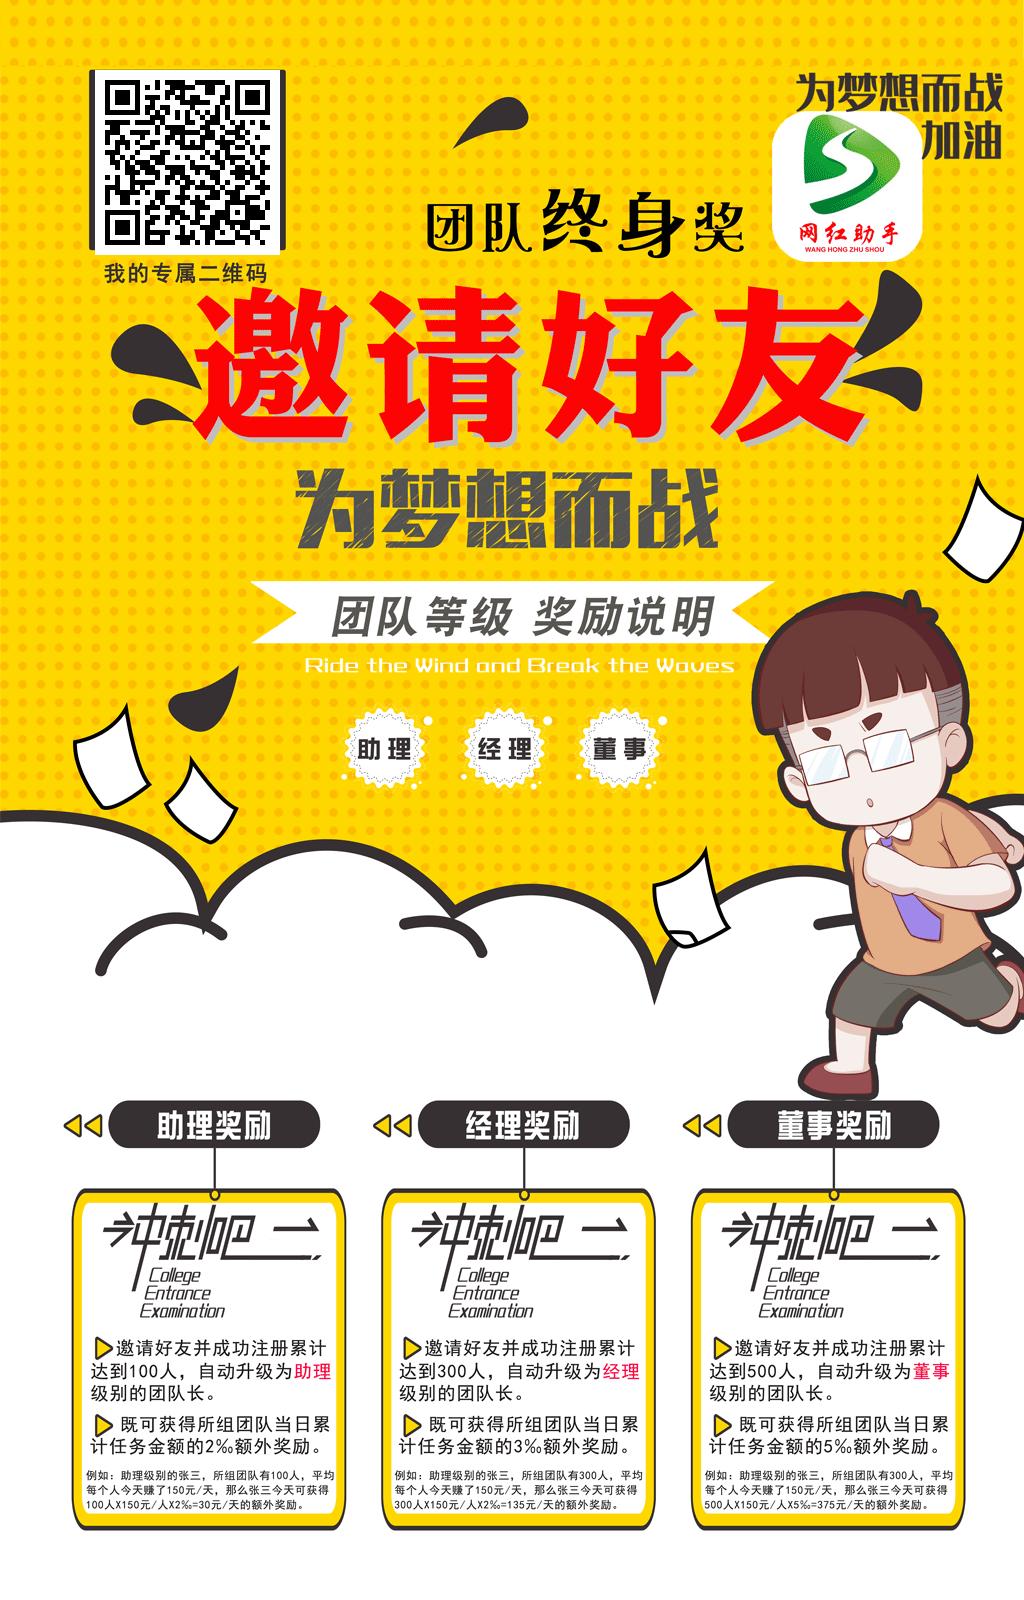 为梦想而战
加油
网红助手
WANG HONG ZHU SHOU
我的专属二维码
团队终身奖
邀请好友
为梦想而战
团队等级 奖励说明
Ride the Wind and Break the Waves
助理
经理
董事
助理奖励
冲刺吧
College
Entrance
Examination
邀请好友并成功注册累计
达到100人，自动升级为助理
级别的团队长。
既可获得所组团队当日累
计任务金额的2‰额外奖励。
例如：助理级别的张三，所组团队有100人，平均
每个人今天赚了150元/天，那么张三今天可获得
100人X150元/人X2‰=30元/天的额外奖励。
经理奖励
冲刺吧
College
Entrance
Examination
邀请好友并成功注册累计
达到300人，自动升级为经理
级别的团队长。
既可获得所组团队当日累
计任务金额的3‰额外奖励。
例如：助理级别的张三，所组团队有300人，平均
每个人今天赚了150元/天，那么张三今天可获得
300人X150元/人X2‰=135元/天的额外奖励。
董事奖励
冲刺吧
College
Entrance
Examination
邀请好友并成功注册累计
达到500人，自动升级为董事
级别的团队长。
既可获得所组团队当日累
计任务金额的5‰额外奖励。
例如：助理级别的张三，所组团队有300人，平均
每个人今天赚了150元/天，那么张三今天可获得
500人X150元/人X5‰=375元/天的额外奖励。